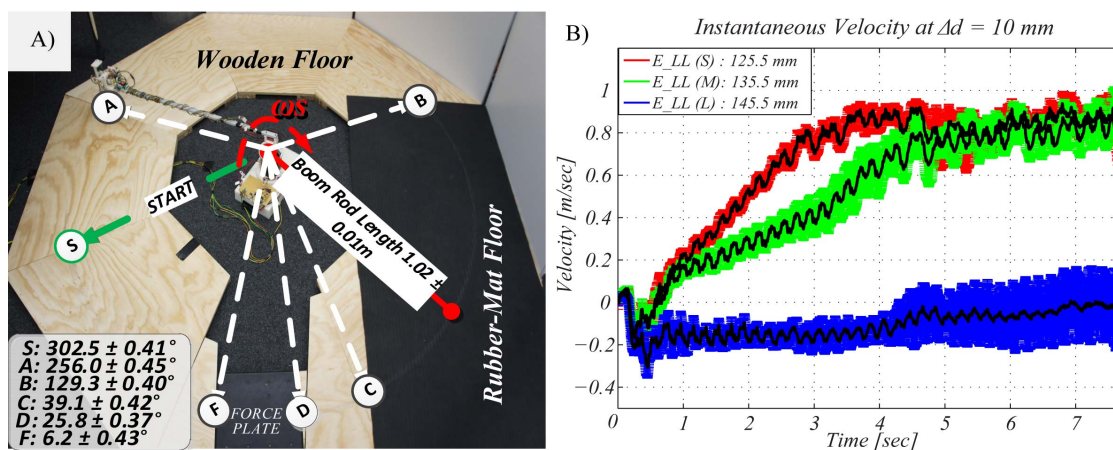 A)
Wooden Floor
A
B
ωs
START
S
Boom Rod Length 1.02 ±
0.01m
Rubber-Mat Floor
S: 302.5 ± 0.41°
A: 256.0 ± 0.45°
B: 129.3 ± 0.40°
C: 39.1 ± 0.42°
D: 25.8 ± 0.37°
F: 6.2 ± 0.43°
F
FORCE
PLATE
D
C
B)
Instantaneous Velocity at Δd = 10 mm
E_LL (S) : 125.5 mm
E_LL (M): 135.5 mm
E_LL (L) : 145.5 mm
Velocity [m/sec]
1
0.8
0.6
0.4
0.2
0
−0.2
−0.4
0 1 2 3 4 5 6 7
Time [sec]